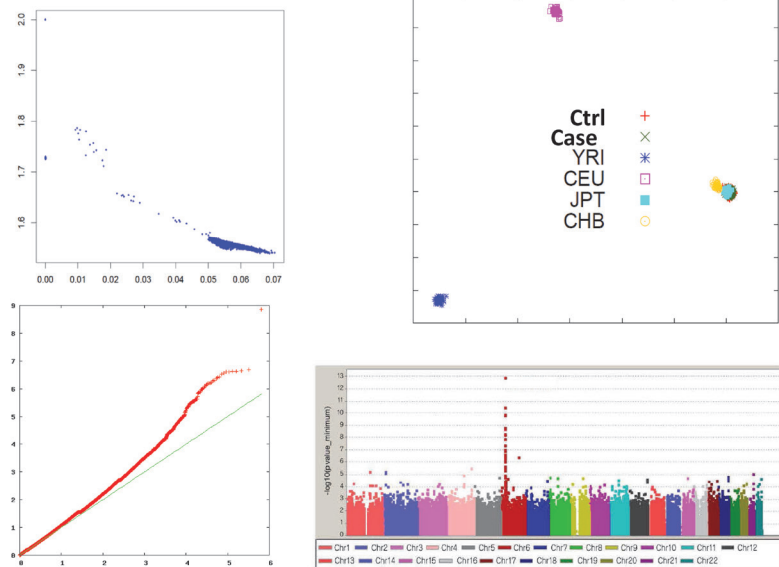 2.0
1.9
1.8
1.7
1.6
0.00 0.01 0.02 0.03 0.04 0.05 0.06 0.07
Ctrl
Case
YRI
CEU
JPT
CHB
9
8
7
6
5
4
3
2
1
0
0 1 2 3 4 5 6
-log10(pvalue_minimum)
13
12
11
10
9
8
7
6
5
4
3
2
1
0
Chr1 Chr2 Chr3 Chr4 Chr5 Chr6 Chr7 Chr8 Chr9 Chr10 Chr11 Chr12
Chr13 Chr14 Chr15 Chr16 Chr17 Chr18 Chr19 Chr20 Chr21 Chr22